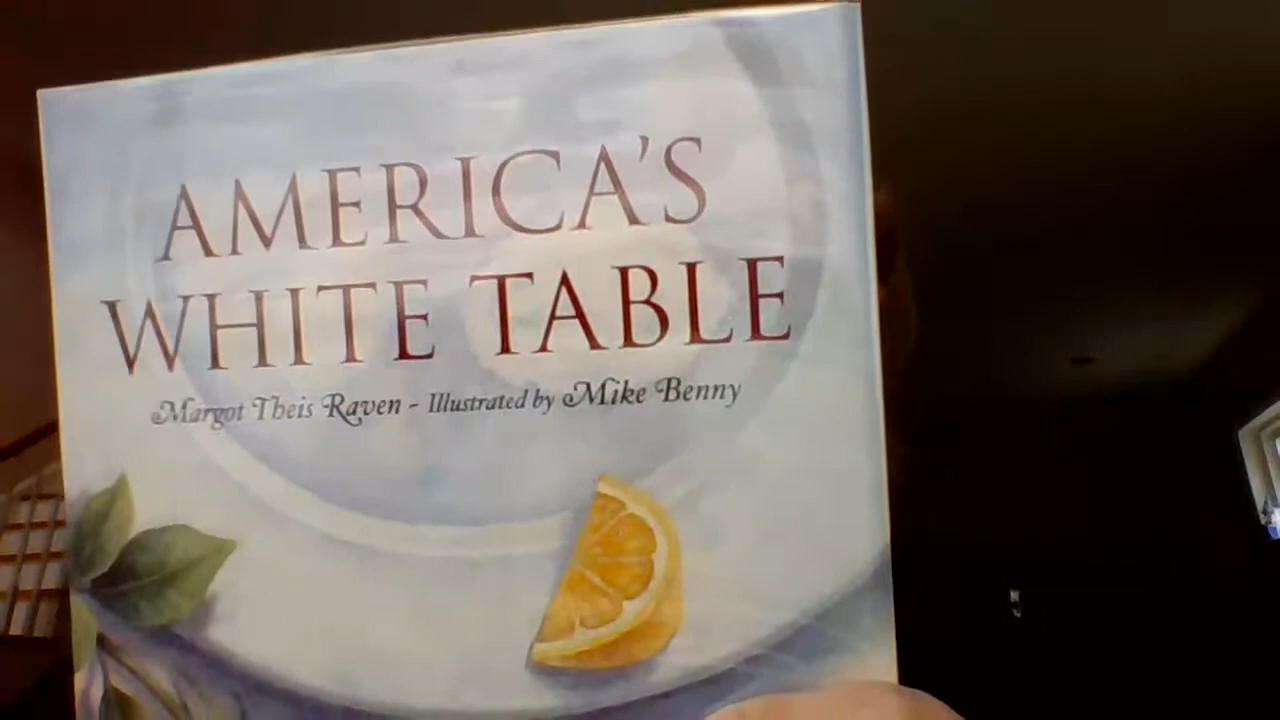 AMERICA'S
WHITE TABLE
Margot Theis Raven - Illustrated by Mike Benny